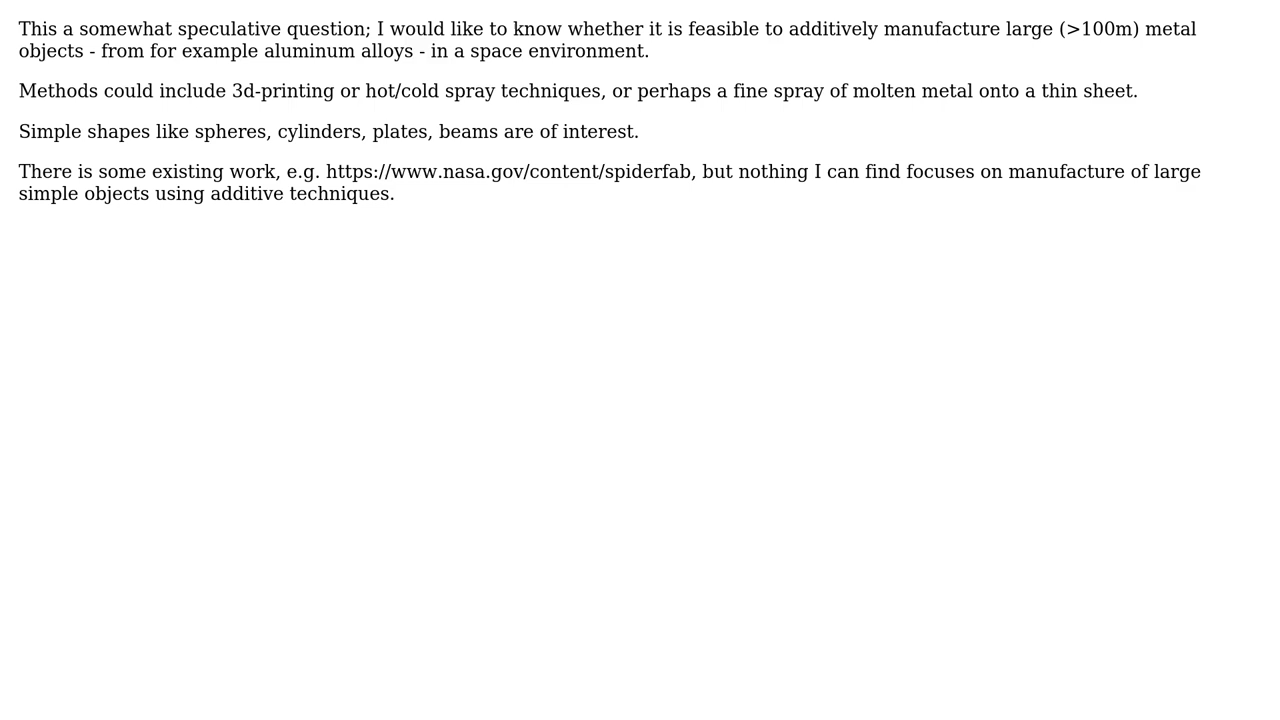 This a somewhat speculative question; I would like to know whether it is feasible to additively manufacture large (>100m) metal
objects - from for example aluminum alloys - in a space environment.
Methods could include 3d-printing or hot/cold spray techniques, or perhaps a fine spray of molten metal onto a thin sheet.
Simple shapes like spheres, cylinders, plates, beams are of interest.
There is some existing work, e.g. https://www.nasa.gov/content/spiderfab, but nothing I can find focuses on manufacture of large
simple objects using additive techniques.